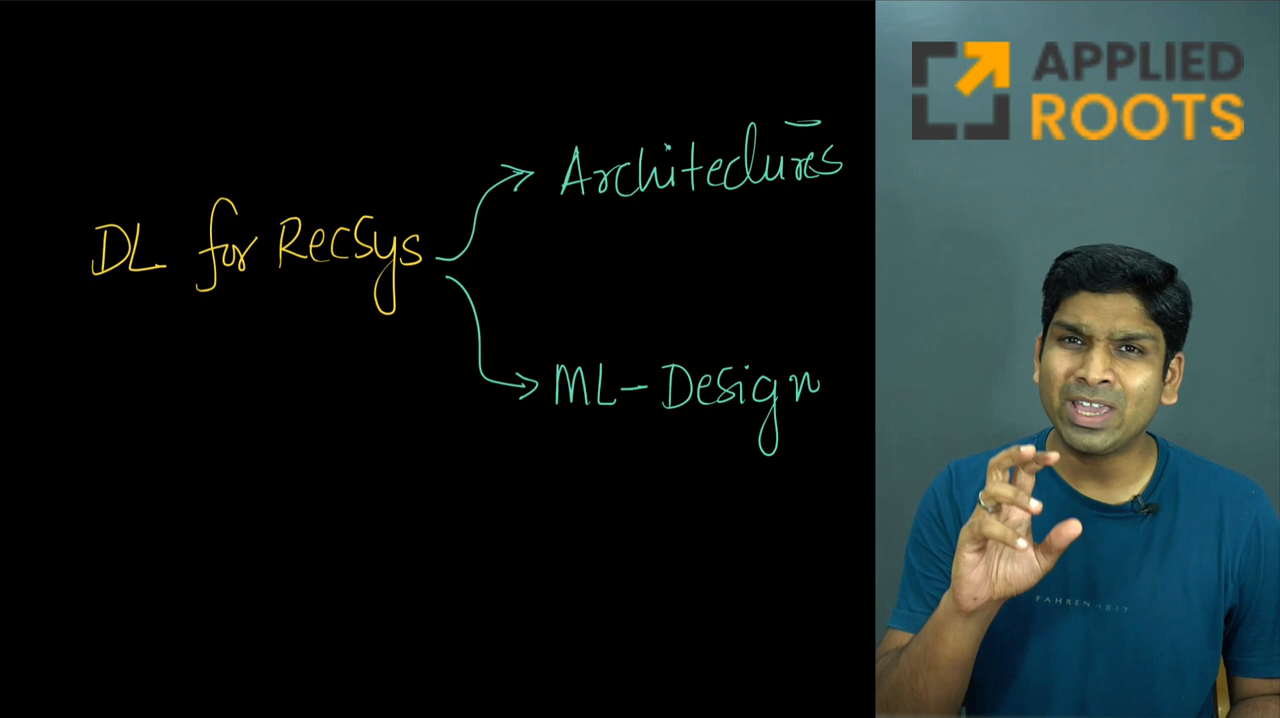 DL for RecSys
Architectures
ML-Design
APPLIED
ROOTS
FAHRENHEIT